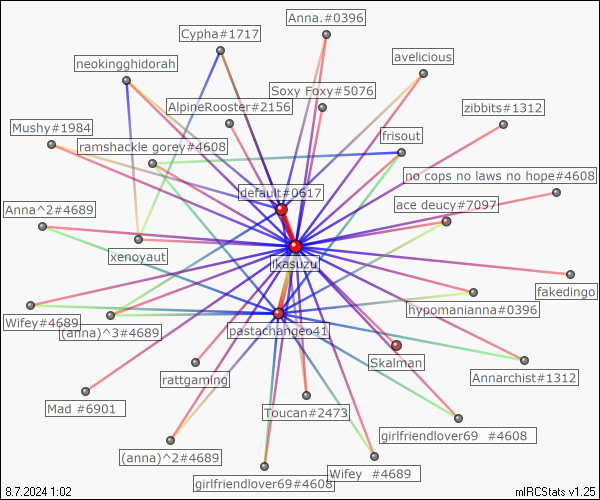 Anna.#0396
Cypha#1717
avelicious
neokingghidorah
Soxy Foxy#5076
AlpineRooster#2156
zibbits#1312
Mushy#1984
frisout
ramshackle gorey#4608
no cops no laws no hope#4608
default#0617
ace deucy#7097
Anna^2#4689
xenoyaut
ikasuzu
fakedingo
hypomanianna#0396
Wifey#4689
(anna)^3#4689
pastachangeo41
Skalman
rattgaming
Annarchist#1312
Mad #6901
Toucan#2473
girlfriendlover69 #4608
(anna)^2#4689
Wifey #4689
girlfriendlover69#4608
8.7.2024 1:02
mIRCStats v1.25